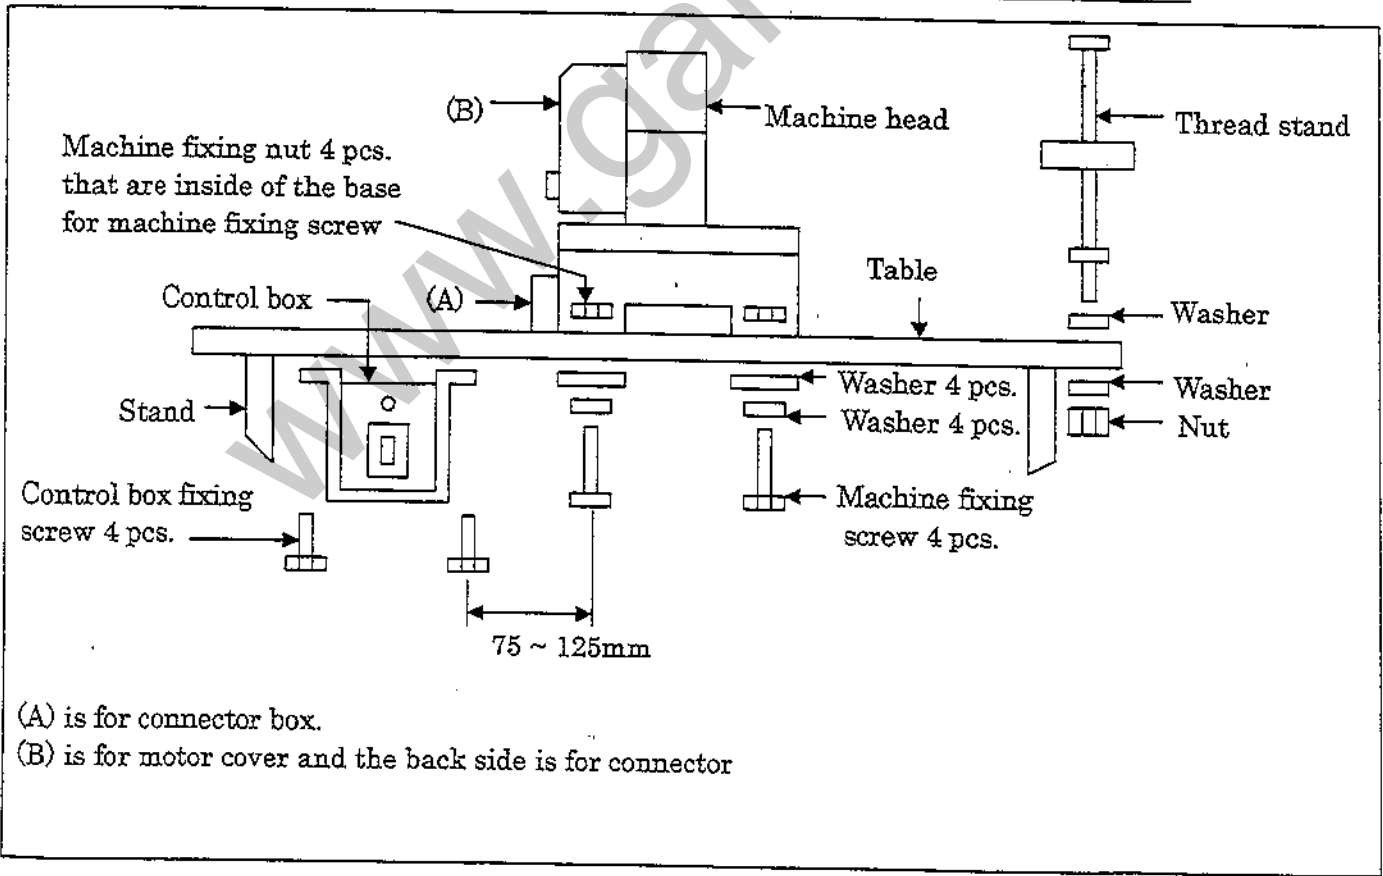 (B)
Machine head
Thread stand
Machine fixing nut 4 pcs.
that are inside of the base
for machine fixing screw
Table
Control box
(A)
Washer
Stand
Washer 4 pcs.
Washer 4 pcs.
Washer
Nut
Control box fixing
screw 4 pcs.
Machine fixing
screw 4 pcs.
75 ~ 125mm
(A) is for connector box.
(B) is for motor cover and the back side is for connector
www.gar